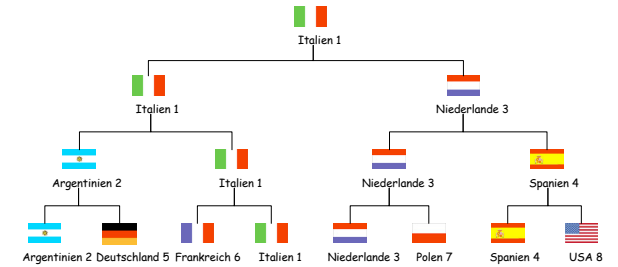 Italien 1
Italien 1
Niederlande 3
Argentinien 2
Italien 1
Niederlande 3
Spanien 4
Argentinien 2
Deutschland 5
Frankreich 6
Italien 1
Niederlande 3
Polen 7
Spanien 4
USA 8